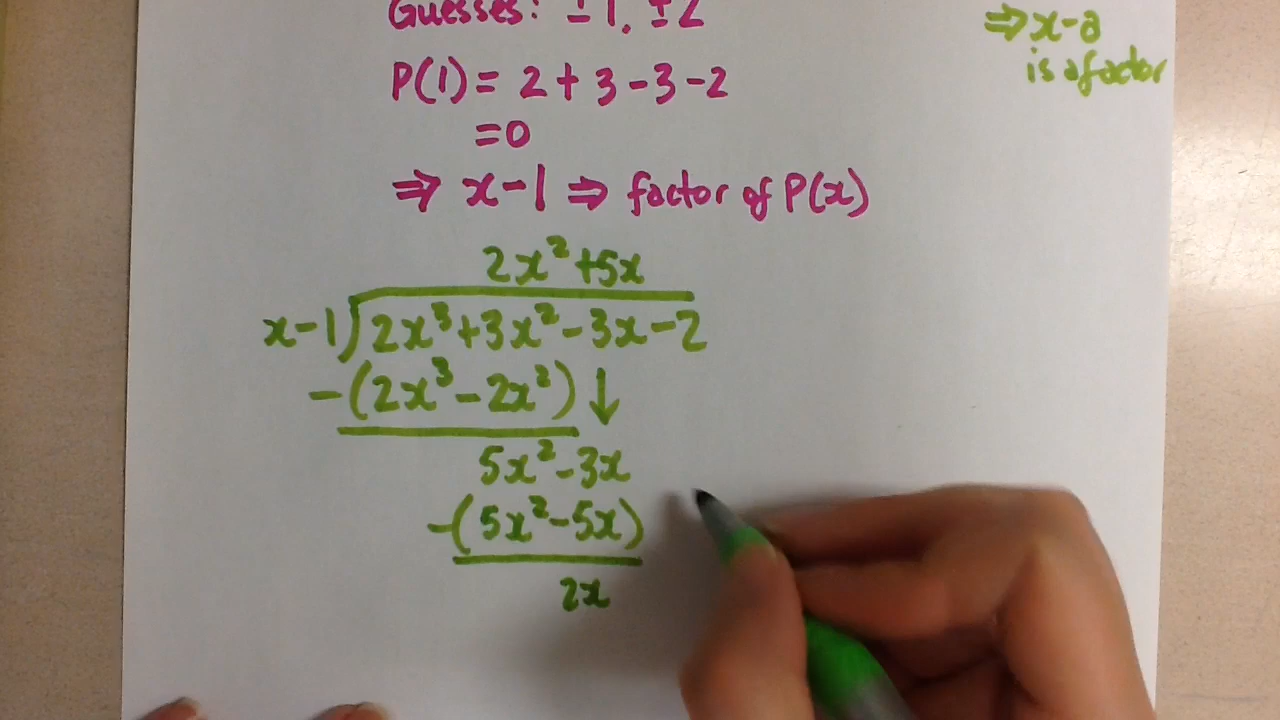 Guesses: ±1, ±2
P(1) = 2 + 3 - 3 - 2
= 0
⇒ x - 1 ⇒ factor of P(x)
⇒ x - a
is a factor
2x² + 5x
x - 1 ) 2x³ + 3x² - 3x - 2
- (2x³ - 2x²) ↓
5x² - 3x
- (5x² - 5x)
2x